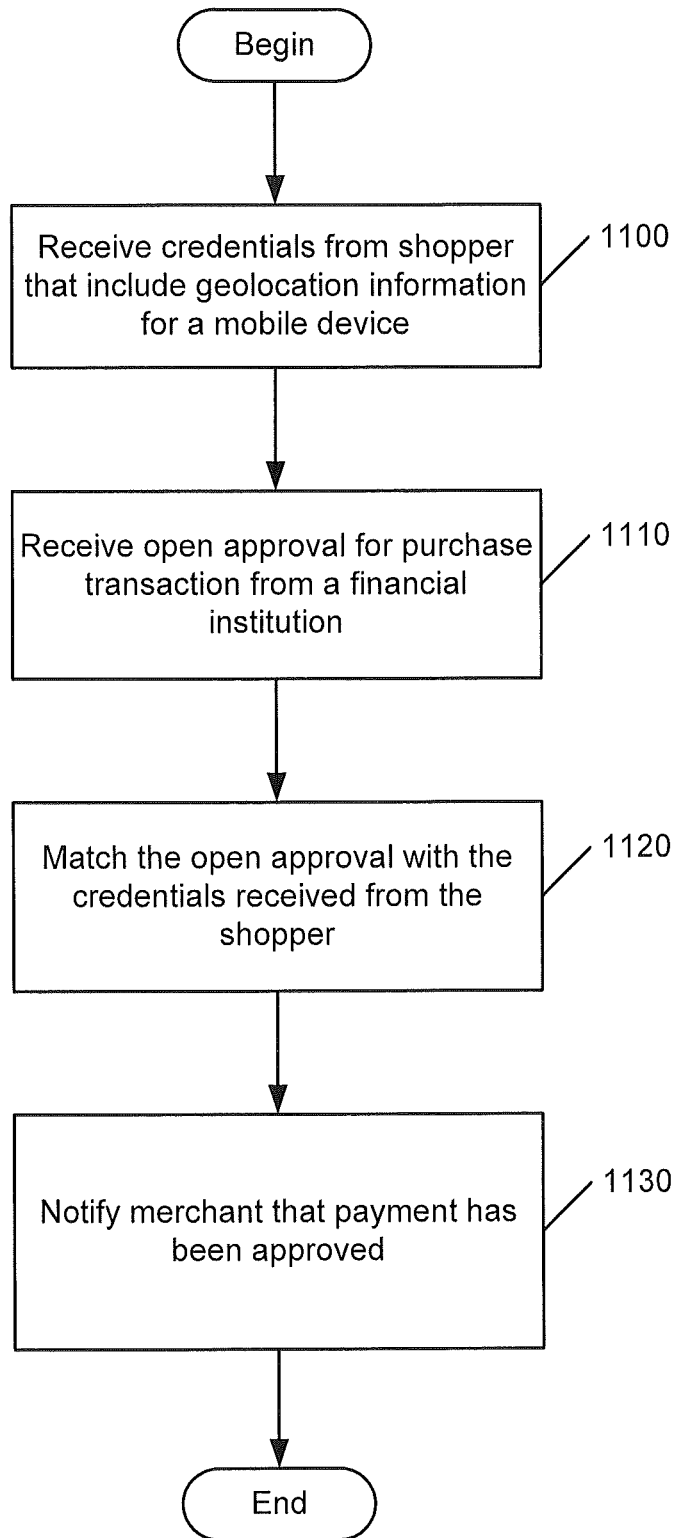 Begin
Receive credentials from shopper
that include geolocation information
for a mobile device
1100
Receive open approval for purchase
transaction from a financial
institution
1110
Match the open approval with the
credentials received from the
shopper
1120
Notify merchant that payment has
been approved
1130
End